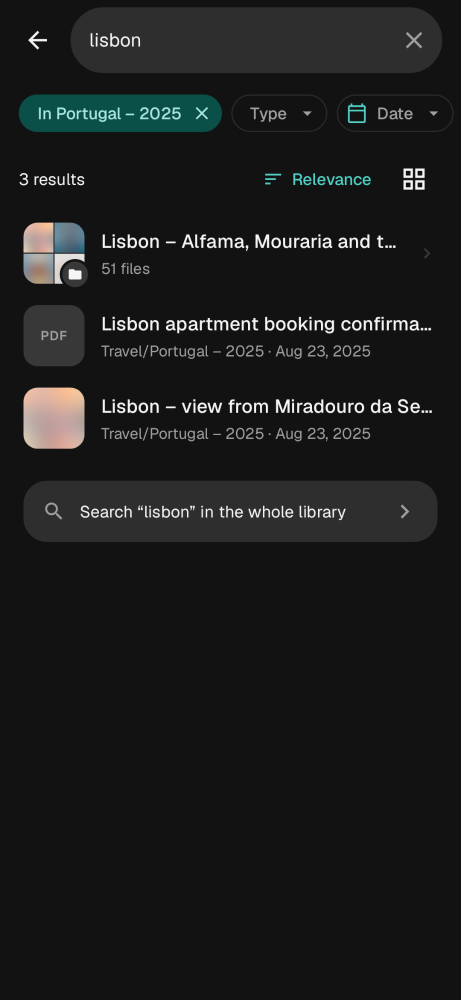 lisbon
In Portugal – 2025
Type
Date
3 results
Relevance
Lisbon – Alfama, Mouraria and t…
51 files
PDF
Lisbon apartment booking confirma…
Travel/Portugal – 2025 · Aug 23, 2025
Lisbon – view from Miradouro da Se…
Travel/Portugal – 2025 · Aug 23, 2025
Search “lisbon” in the whole library